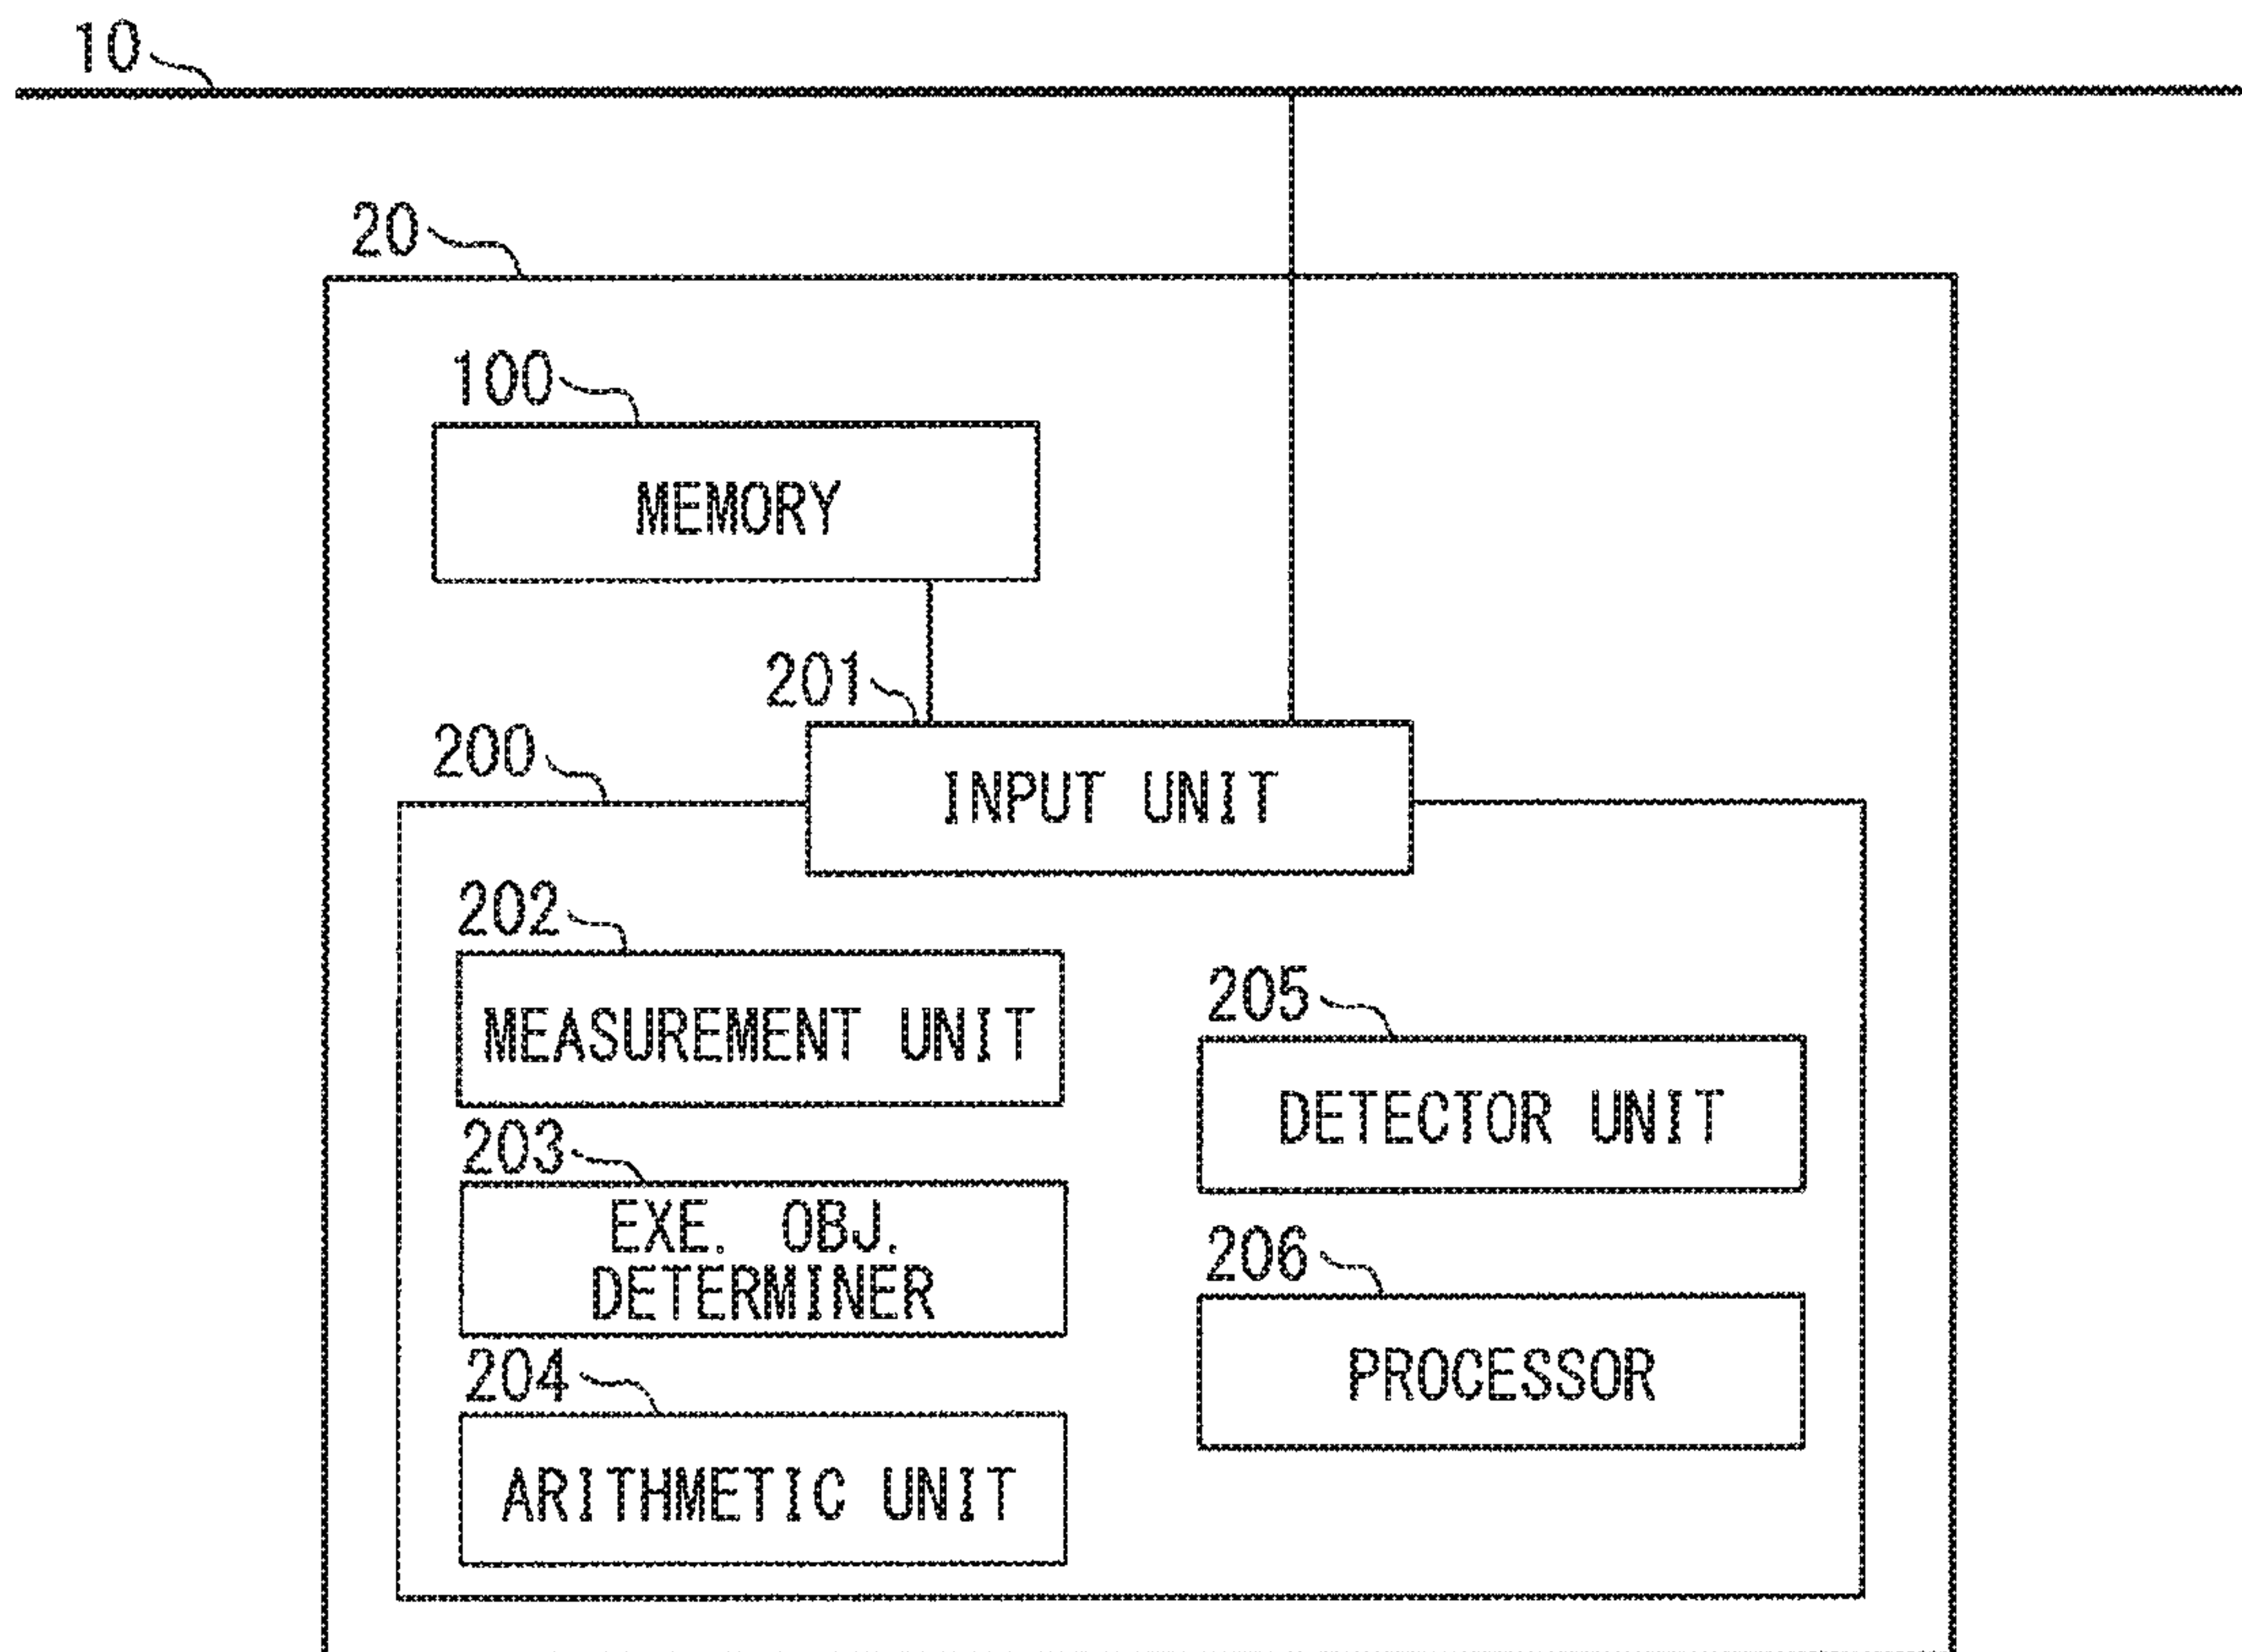 10
20
100
MEMORY
201
200
INPUT UNIT
202
MEASUREMENT UNIT
203
EXE. OBJ.
DETERMINER
204
ARITHMETIC UNIT
205
DETECTOR UNIT
206
PROCESSOR